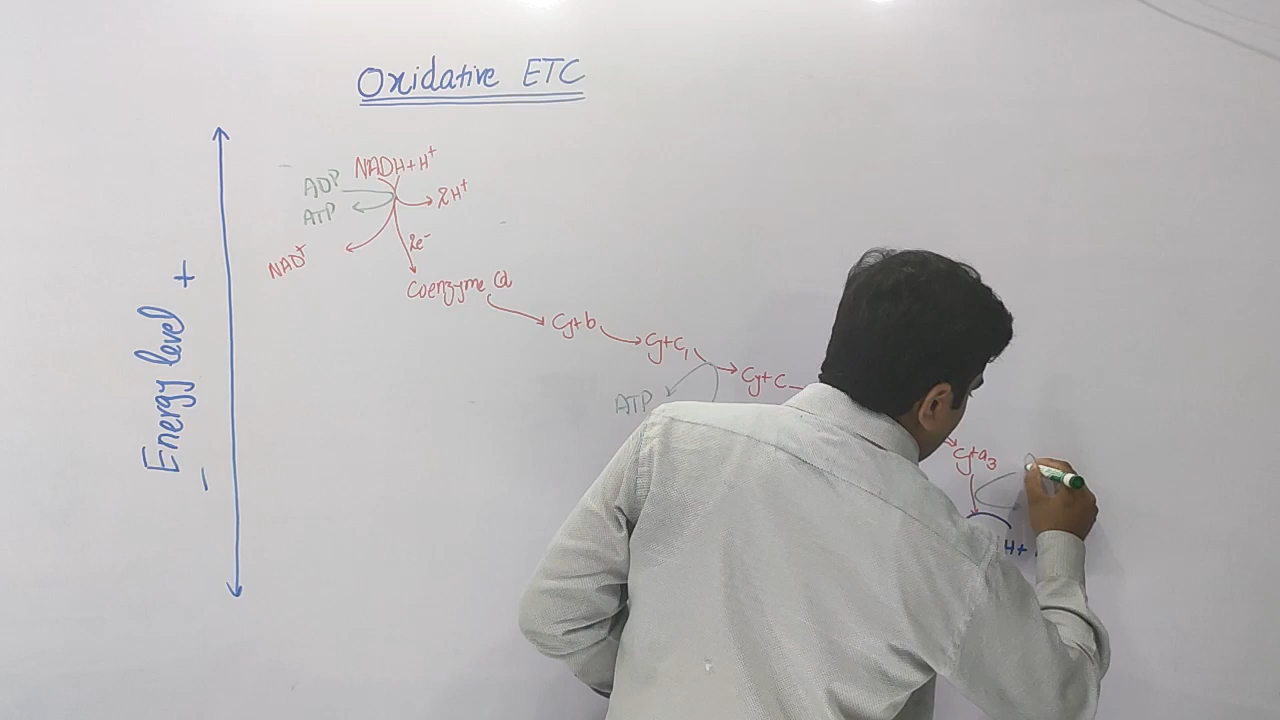 Oxidative ETC
NADH+H⁺
ADP
ATP
2H⁺
2e⁻
NAD⁺
Coenzyme Q
Cyt b
Cyt C₁
Cyt C
ATP
Cyt a₃
H+
Energy level
+
-